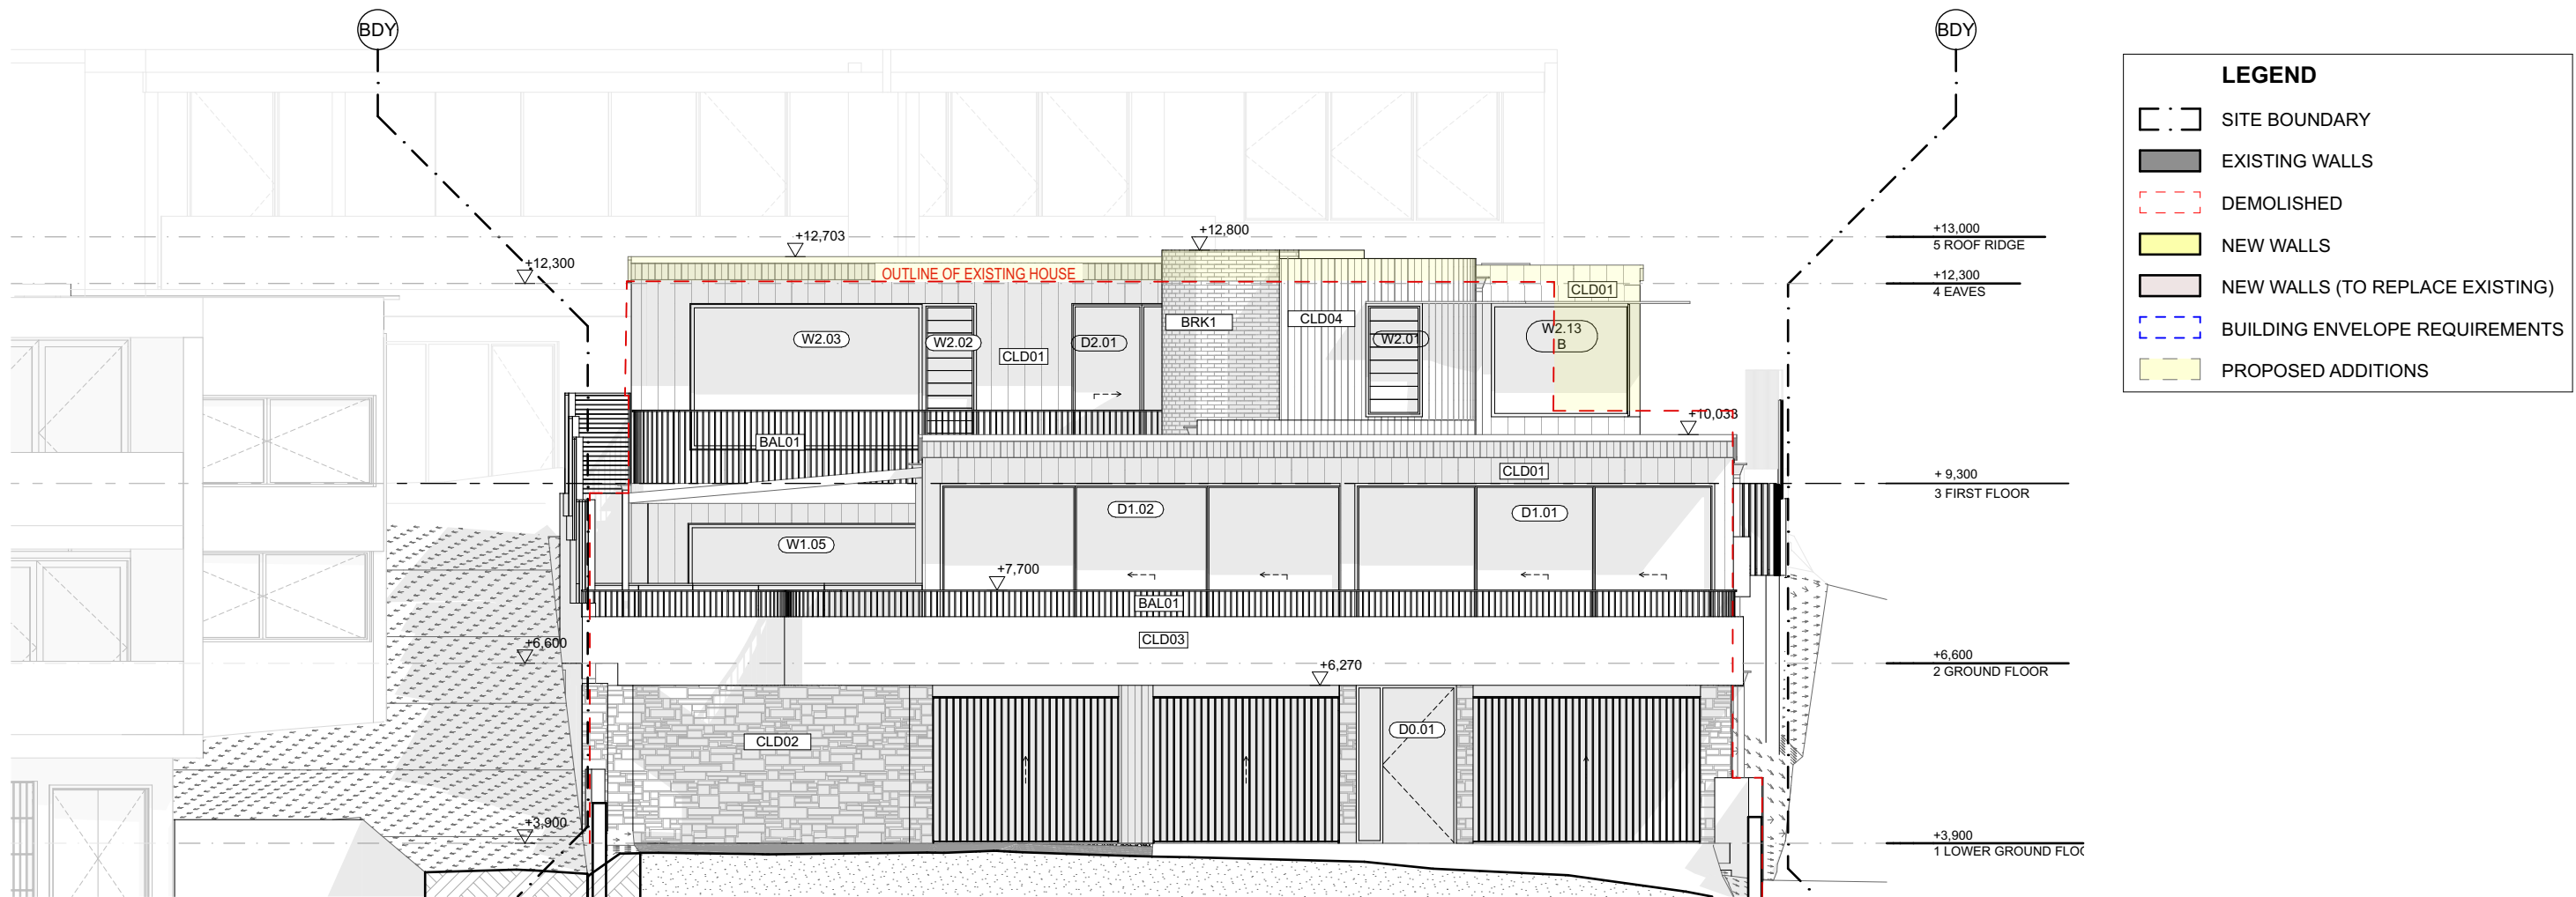 BDY
BDY
LEGEND
SITE BOUNDARY
EXISTING WALLS
DEMOLISHED
NEW WALLS
NEW WALLS (TO REPLACE EXISTING)
BUILDING ENVELOPE REQUIREMENTS
PROPOSED ADDITIONS
+12,703
+12,800
+13,000
5 ROOF RIDGE
+12,300
OUTLINE OF EXISTING HOUSE
+12,300
4 EAVES
CLD01
BRK1
CLD04
W2.03
W2.02
CLD01
D2.01
W2.01
W2.13
B
+10,033
BAL01
CLD01
+ 9,300
3 FIRST FLOOR
D1.02
D1.01
W1.05
+7,700
BAL01
CLD03
+6,600
+6,270
+6,600
2 GROUND FLOOR
CLD02
D0.01
+3,900
+3,900
1 LOWER GROUND FLOO